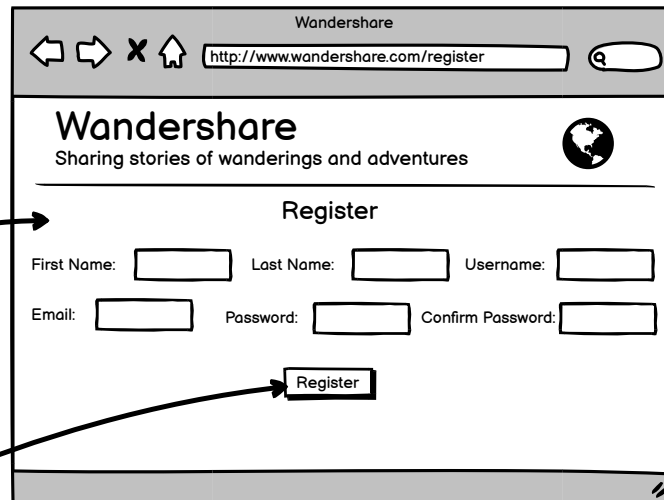 Wandershare
http://www.wandershare.com/register
Wandershare
Sharing stories of wanderings and adventures
Register
First Name: Last Name: Username:
Email: Password: Confirm Password:
Register